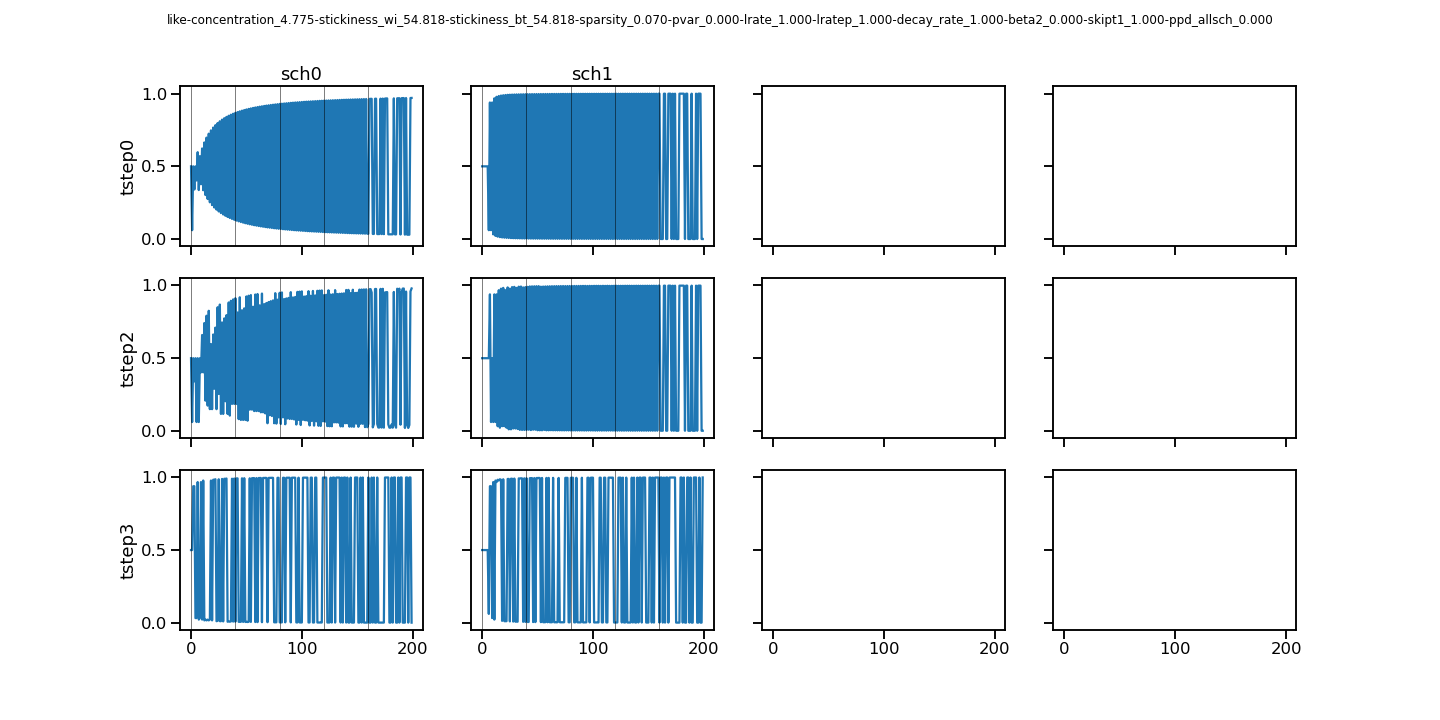 like-concentration_4.775-stickiness_wi_54.818-stickiness_bt_54.818-sparsity_0.070-pvar_0.000-lrate_1.000-lratep_1.000-decay_rate_1.000-beta2_0.000-skipt1_1.000-ppd_allsch_0.000
sch0 sch1
1.0
tstep0 0.5
0.0
1.0
tstep2 0.5
0.0
1.0
tstep3 0.5
0.0
0 100 200 0 100 200 0 100 200 0 100 200